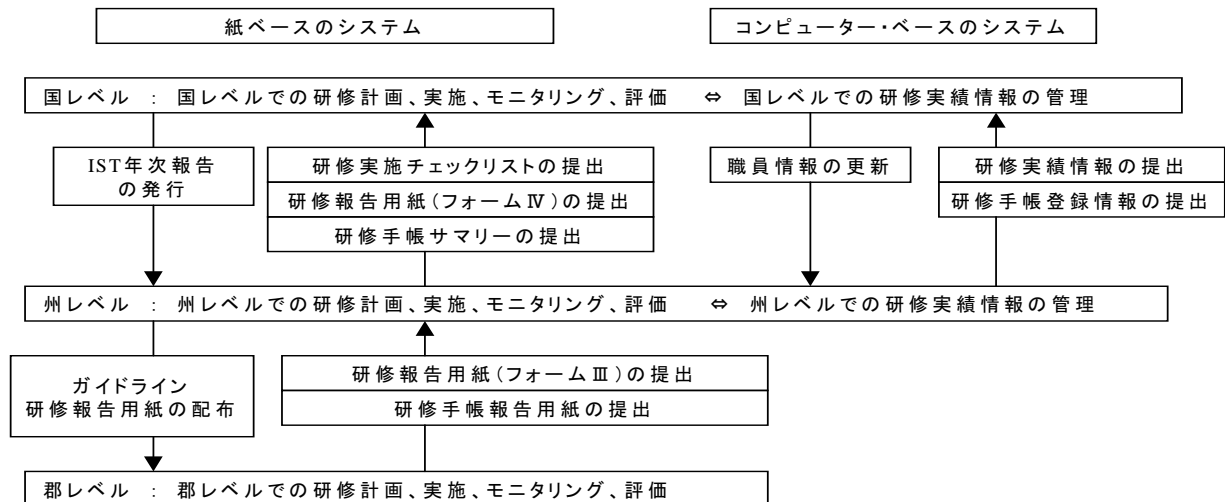 紙ベースのシステム
コンピューター・ベースのシステム
国レベル : 国レベルでの研修計画、実施、モニタリング、評価 ⇔ 国レベルでの研修実績情報の管理
IST年次報告
の発行
研修実施チェックリストの提出
研修報告用紙(フォームⅣ)の提出
研修手帳サマリーの提出
職員情報の更新
研修実績情報の提出
研修手帳登録情報の提出
州レベル : 州レベルでの研修計画、実施、モニタリング、評価 ⇔ 州レベルでの研修実績情報の管理
ガイドライン
研修報告用紙の配布
研修報告用紙(フォームⅢ)の提出
研修手帳報告用紙の提出
郡レベル : 郡レベルでの研修計画、実施、モニタリング、評価